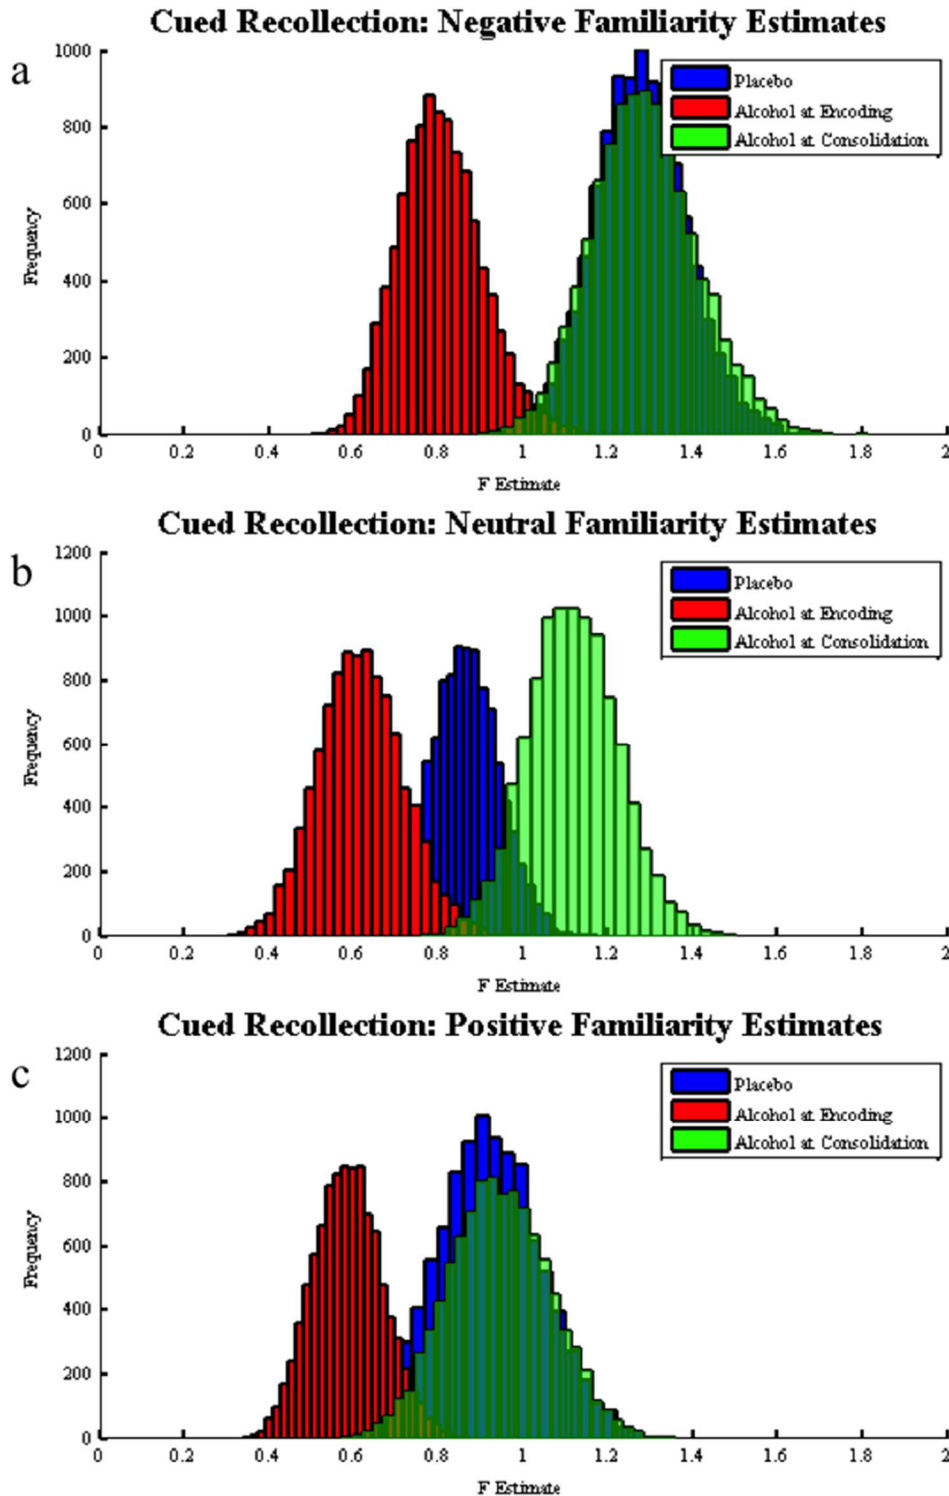 Cued Recollection: Negative Familiarity Estimates
a
1000
800
600
400
200
0
Frequency
Placebo
Alcohol at Encoding
Alcohol at Consolidation
0 0.2 0.4 0.6 0.8 1 1.2 1.4 1.6 1.8 2
F Estimate
Cued Recollection: Neutral Familiarity Estimates
b
1200
1000
800
600
400
200
0
Frequency
Placebo
Alcohol at Encoding
Alcohol at Consolidation
0 0.2 0.4 0.6 0.8 1 1.2 1.4 1.6 1.8 2
F Estimate
Cued Recollection: Positive Familiarity Estimates
c
1200
1000
800
600
400
200
0
Frequency
Placebo
Alcohol at Encoding
Alcohol at Consolidation
0 0.2 0.4 0.6 0.8 1 1.2 1.4 1.6 1.8 2
F Estimate